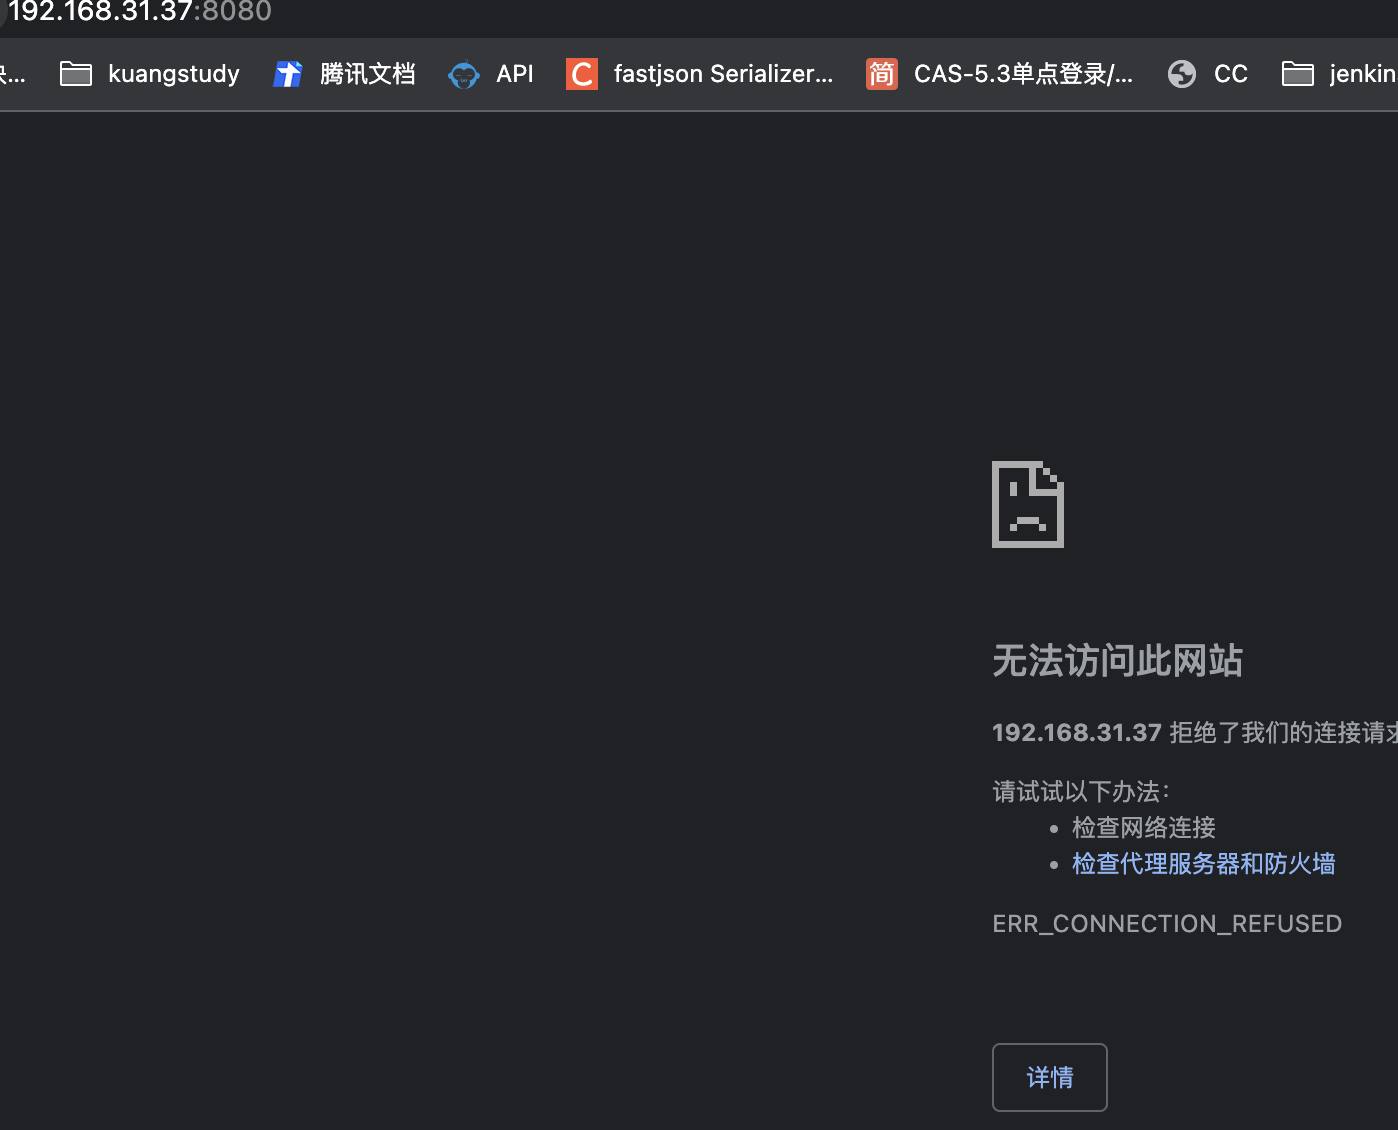 192.168.31.37:8080
... kuangstudy 腾讯文档 API C fastjson Serializer... 简 CAS-5.3单点登录/... CC jenkin
无法访问此网站
192.168.31.37 拒绝了我们的连接请
请试试以下办法：
• 检查网络连接
• 检查代理服务器和防火墙
ERR_CONNECTION_REFUSED
详情